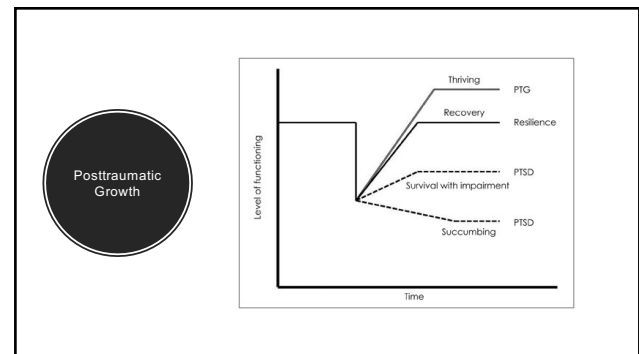 Posttraumatic
Growth
Level of functioning
Thriving
PTG
Recovery
Resilience
PTSD
Survival with impairment
PTSD
Succumbing
Time